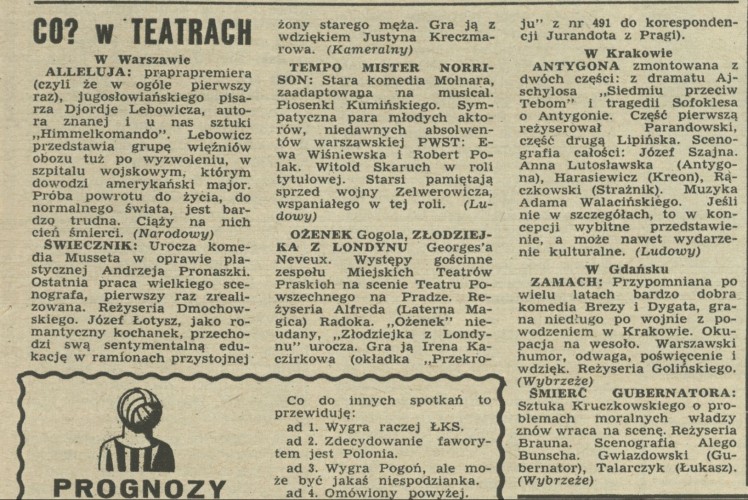 CO? w TEATRACH
W Warszawie
ALLELUJA: praprapremiera
(czyli że w ogóle pierwszy
raz), jugosłowiańskiego pisa-
rza Djordje Lebowicza, auto-
ra znanej i u nas sztuki
„Himmelkomando”. Lebowicz
przedstawia grupę więźniów
obozu tuż po wyzwoleniu, w
szpitalu wojskowym, którym
dowodzi amerykański major.
Próba powrotu do życia, do
normalnego świata, jest bar-
dzo trudna. Ciąży na nich
cień śmierci. (Narodowy)
ŚWIECZNIK: Urocza kome-
dia Musseta w oprawie pla-
stycznej Andrzeja Pronaszki.
Ostatnia praca wielkiego sce-
nografa, pierwszy raz zreali-
zowana. Reżyseria Dmochow-
skiego. Józef Łotysz, jako ro-
mantyczny kochanek, przecho-
dzi swą sentymentalną edu-
kację w ramionach przystojnej
żony starego męża. Gra ją z
wdziękiem Justyna Kreczma-
rowa. (Kameralny)
TEMPO MISTER NORRI-
SON: Stara komedia Molnara,
zaadaptowana na musical.
Piosenki Kumińskiego. Sym-
patyczna para młodych akto-
rów, niedawnych absolwen-
tów warszawskiej PWST: E-
wa Wiśniewska i Robert Po-
lak. Witold Skaruch w roli
tytułowej. Starsi pamiętają
sprzed wojny Zelwerowicza,
wspaniałego w tej roli. (Lu-
dowy)
OŻENEK Gogola, ZŁODZIEJ-
KA Z LONDYNU Georges'a
Neveux. Występy gościnne
zespołu Miejskich Teatrów
Praskich na scenie Teatru Po-
wszechnego na Pradze. Re-
żyseria Alfreda (Laterna Ma-
gica) Radoka. „Ożenek” nie-
udany, „Złodziejka z Londy-
nu” urocza. Gra ją Irena Ka-
czirkowa (okładka „Przekro-
ju” z nr 491 do koresponden-
cji Jurandota z Pragi).
W Krakowie
ANTYGONA zmontowana z
dwóch części: z dramatu Aj-
schylosa „Siedmiu przeciw
Tebom” i tragedii Sofoklesa
o Antygonie. Część pierwszą
reżyserował Parandowski,
część drugą Lipińska. Sceno-
grafia całości: Józef Szajna.
Anna Lutosławska (Antygo-
na), Harasiewicz (Kreon), Rą-
czkowski (Strażnik). Muzyka
Adama Walacińskiego. Jeśli
nie w szczegółach, to w kon-
cepcji wybitne przedstawie-
nie, a może nawet wydarze-
nie kulturalne. (Ludowy)
W Gdańsku
ZAMACH: Przypomniana po
wielu latach bardzo dobra
komedia Brezy i Dygata, gra-
na niedługo po wojnie z po-
wodzeniem w Krakowie. Oku-
pacja na wesoło. Warszawski
humor, odwaga, poświęcenie i
wdzięk. Reżyseria Golińskiego.
(Wybrzeże)
ŚMIERĆ GUBERNATORA:
Sztuka Kruczkowskiego o pro-
blemach moralnych władzy
znów wraca na scenę. Reżyseria
Brauna. Scenografia Alego
Bunscha. Gwiazdowski (Gu-
bernator), Talarczyk (Łukasz).
(Wybrzeże)
PROGNOZY
Co do innych spotkań to
przewiduję:
ad 1. Wygra raczej ŁKS.
ad 2. Zdecydowanie fawory-
tem jest Polonia.
ad 3. Wygra Pogoń, ale mo-
że być jakaś niespodzianka.
ad 4. Omówiony powyżej.